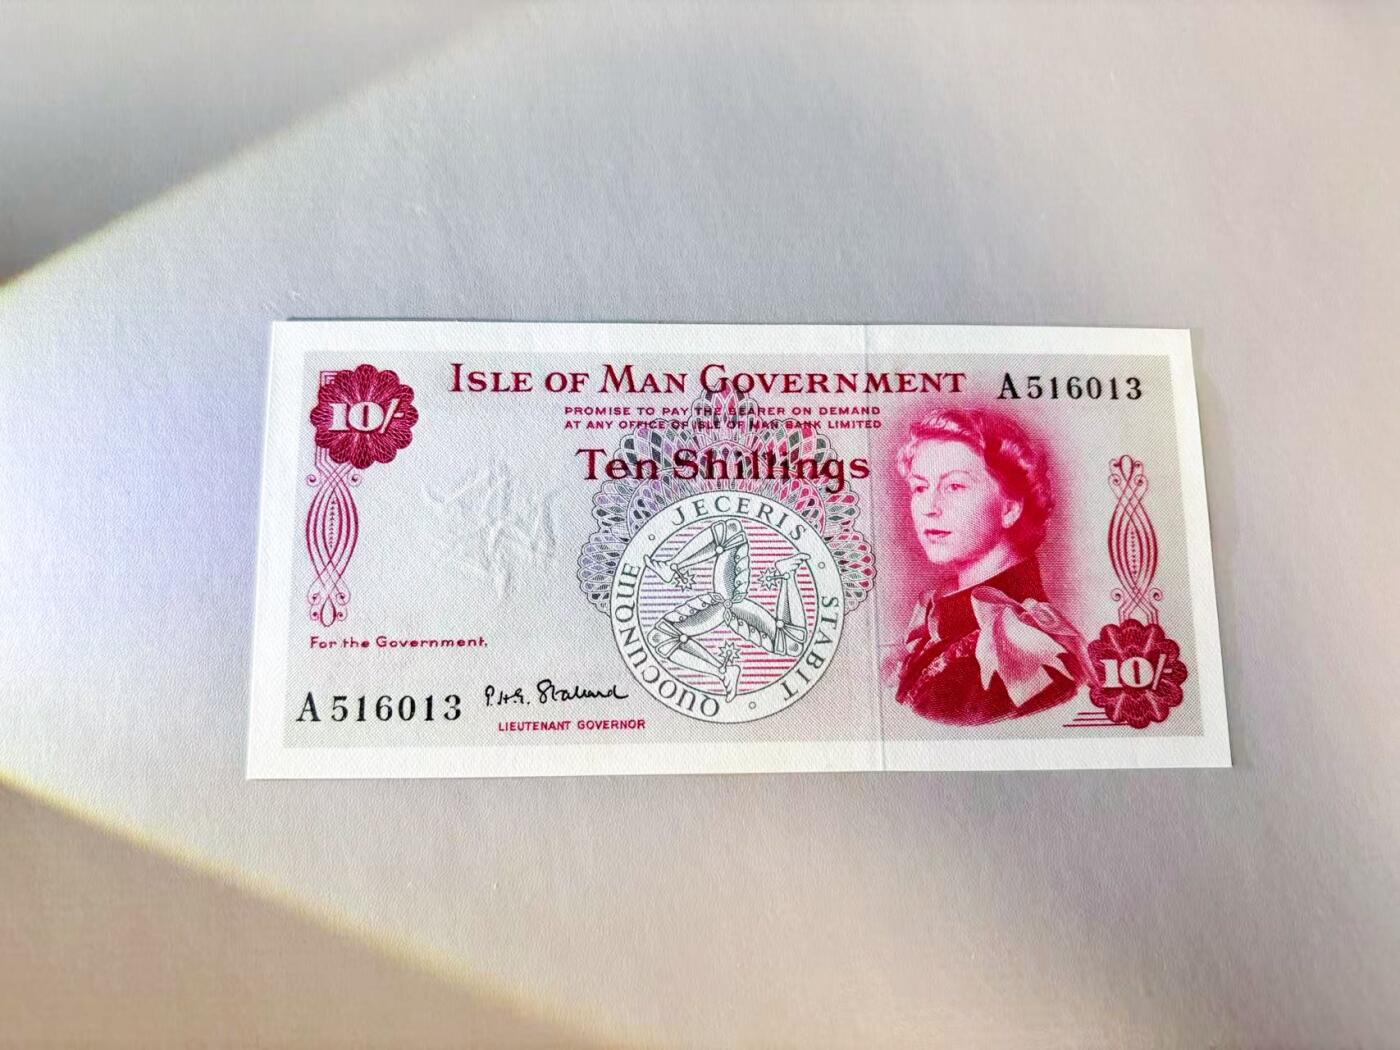 ISLE OF MAN GOVERNMENT
A516013
10/-
PROMISE TO PAY THE BEARER ON DEMAND
AT ANY OFFICE OF ISLE OF MAN BANK LIMITED
Ten Shillings
QUOCUNQUE · JECERIS · STABIT ·
For the Government,
10/-
A516013
P.H.G. Stallard
LIEUTENANT GOVERNOR